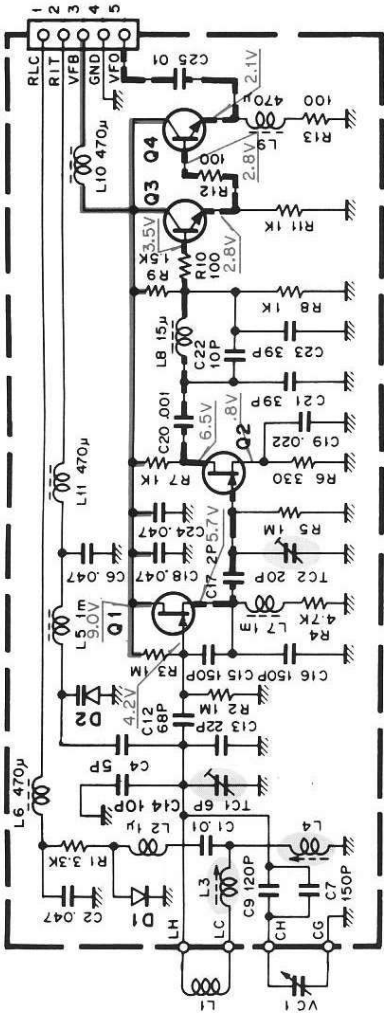 1
2
3
4
5
RLC
RIT
VFB
GND
VFO
C25 .01
2.1V
Q4
470μ
L9
100
R13
L10 470μ
Q3
100
R12
2.8V
3.5V
1.5K
R9
R10
100
2.8V
R11 1K
R8
1K
L8 15μ
C22
10P
C23 39P
C21 39P
C20 .001
6.5V
.8V
Q2
C19 .022
R7 1K
R6 330
L11 470μ
C24 .047
C18 .047
5.7V
C17 2P
R5
1M
TC2 20P
C6 .047
L5 1m
9.0V
Q1
L7 1m
R4
4.7K
R3 1M
4.2V
C15 150P
C16 150P
D2
C12
68P
R2 1M
C13 22P
C4
5P
L6 470μ
C14 10P
TC1 6P
L2 1μ
R1 3.3K
C1 .01
L3
L4
C2 .047
D1
C9 120P
C7
150P
LH
LC
CH
CG
L1
VC1